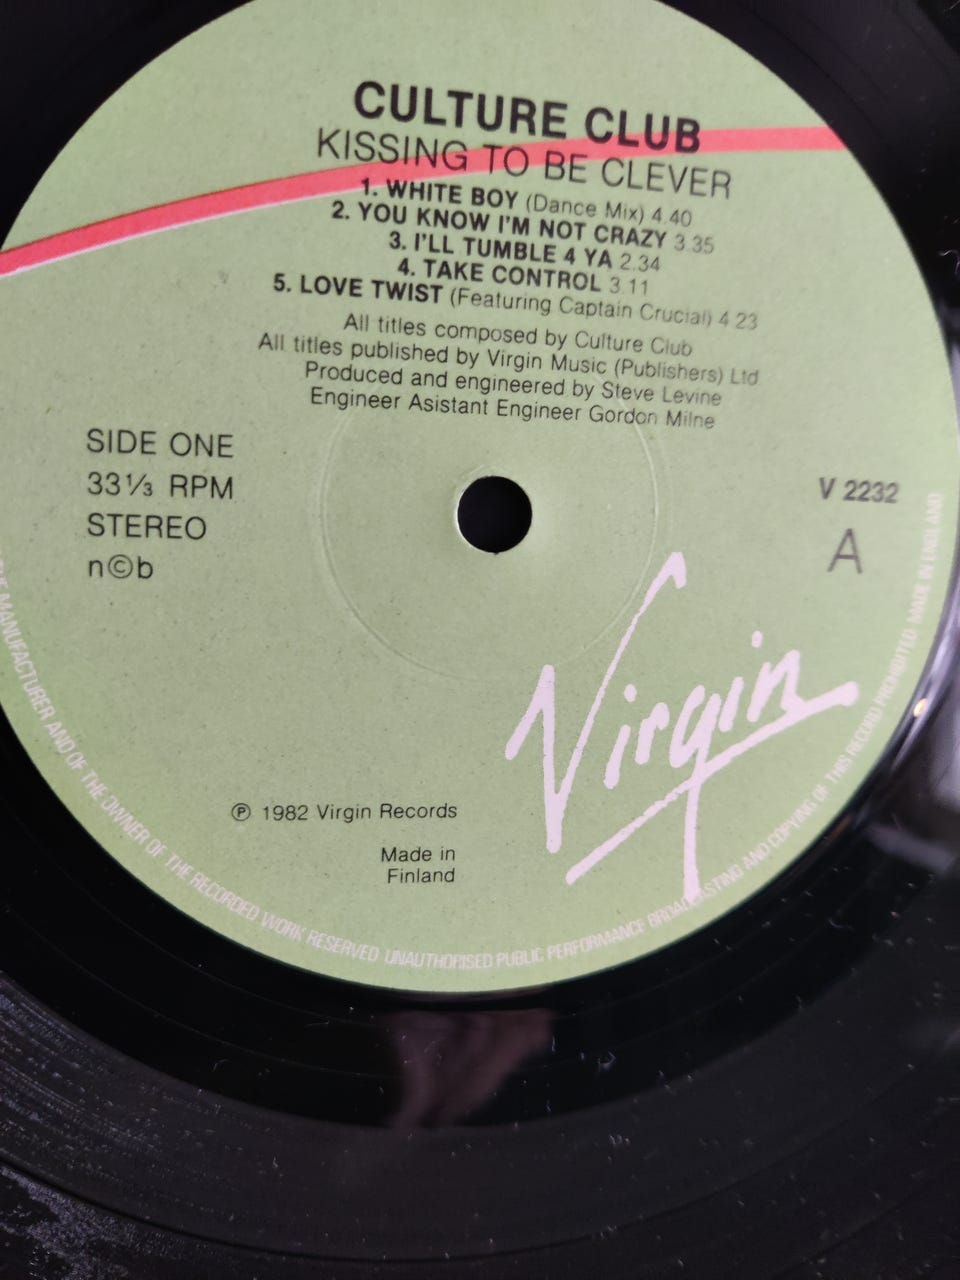 CULTURE CLUB
KISSING TO BE CLEVER
1. WHITE BOY (Dance Mix) 4.40
2. YOU KNOW I'M NOT CRAZY 3.35
3. I'LL TUMBLE 4 YA 2.34
4. TAKE CONTROL 3.11
5. LOVE TWIST (Featuring Captain Crucial) 4 23
All titles composed by Culture Club
All titles published by Virgin Music (Publishers) Ltd
Produced and engineered by Steve Levine
Engineer Asistant Engineer Gordon Milne
SIDE ONE
33⅓ RPM
STEREO
n©b
V 2232
A
Virgin
℗ 1982 Virgin Records
Made in
Finland
MANUFACTURER AND OF THE OWNER OF THE RECORDED WORK RESERVED UNAUTHORISED PUBLIC PERFORMANCE BROADCASTING AND COPYING OF THIS RECORD PROHIBITED MADE IN ENGLAND